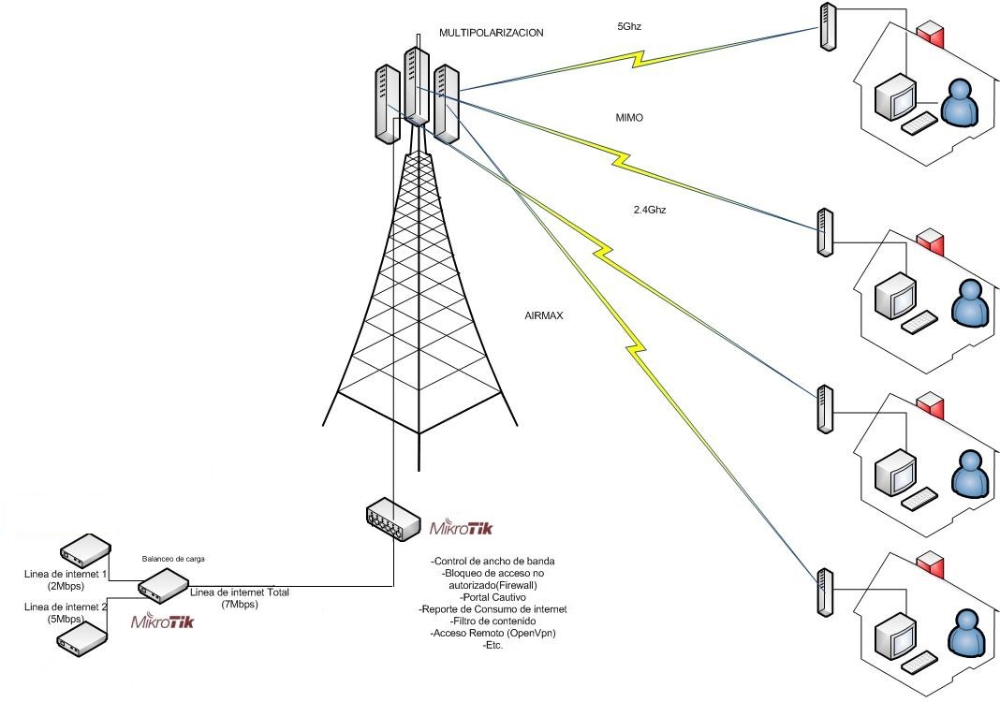 MULTIPOLARIZACION
5Ghz
MIMO
2.4Ghz
AIRMAX
MikroTik
-Control de ancho de banda
-Bloqueo de acceso no
autorizado(Firewall)
-Portal Cautivo
-Reporte de Consumo de internet
-Filtro de contenido
-Acceso Remoto (OpenVpn)
-Etc.
Balanceo de carga
Linea de internet 1
(2Mbps)
Linea de internet Total
(7Mbps)
Linea de internet 2
(5Mbps)
MikroTik